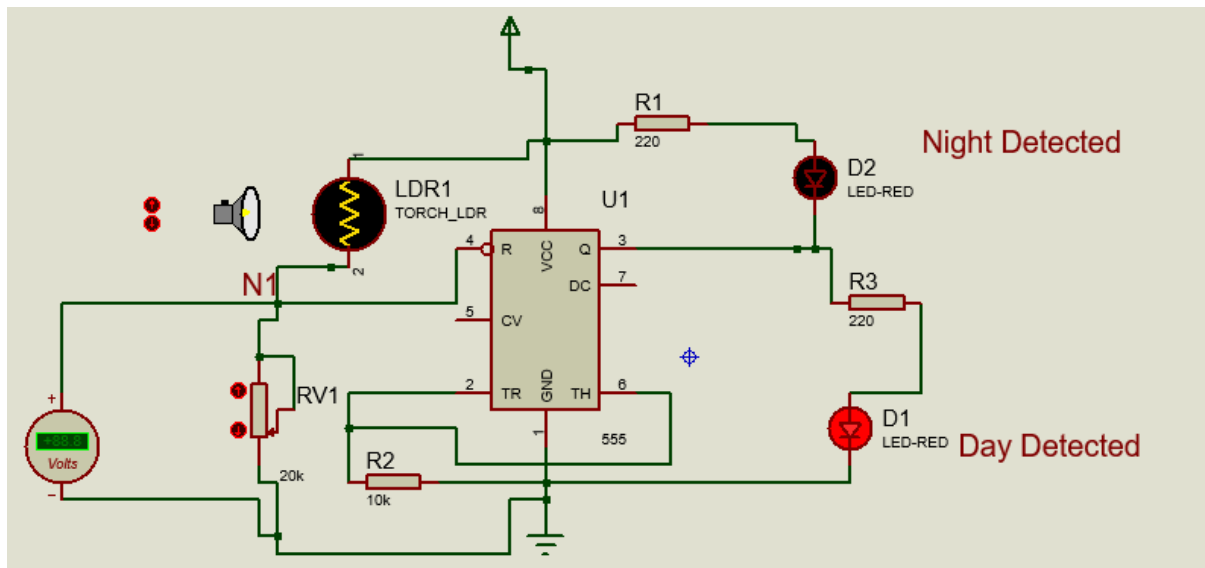 R1
220
Night Detected
D2
LED-RED
1
LDR1
TORCH_LDR
2
U1
8
4
R
VCC
Q
3
DC
7
N1
R3
220
5
CV
+
+88.8
Volts
−
RV1
20k
2
TR
GND
TH
6
1
555
D1
LED-RED
Day Detected
R2
10k